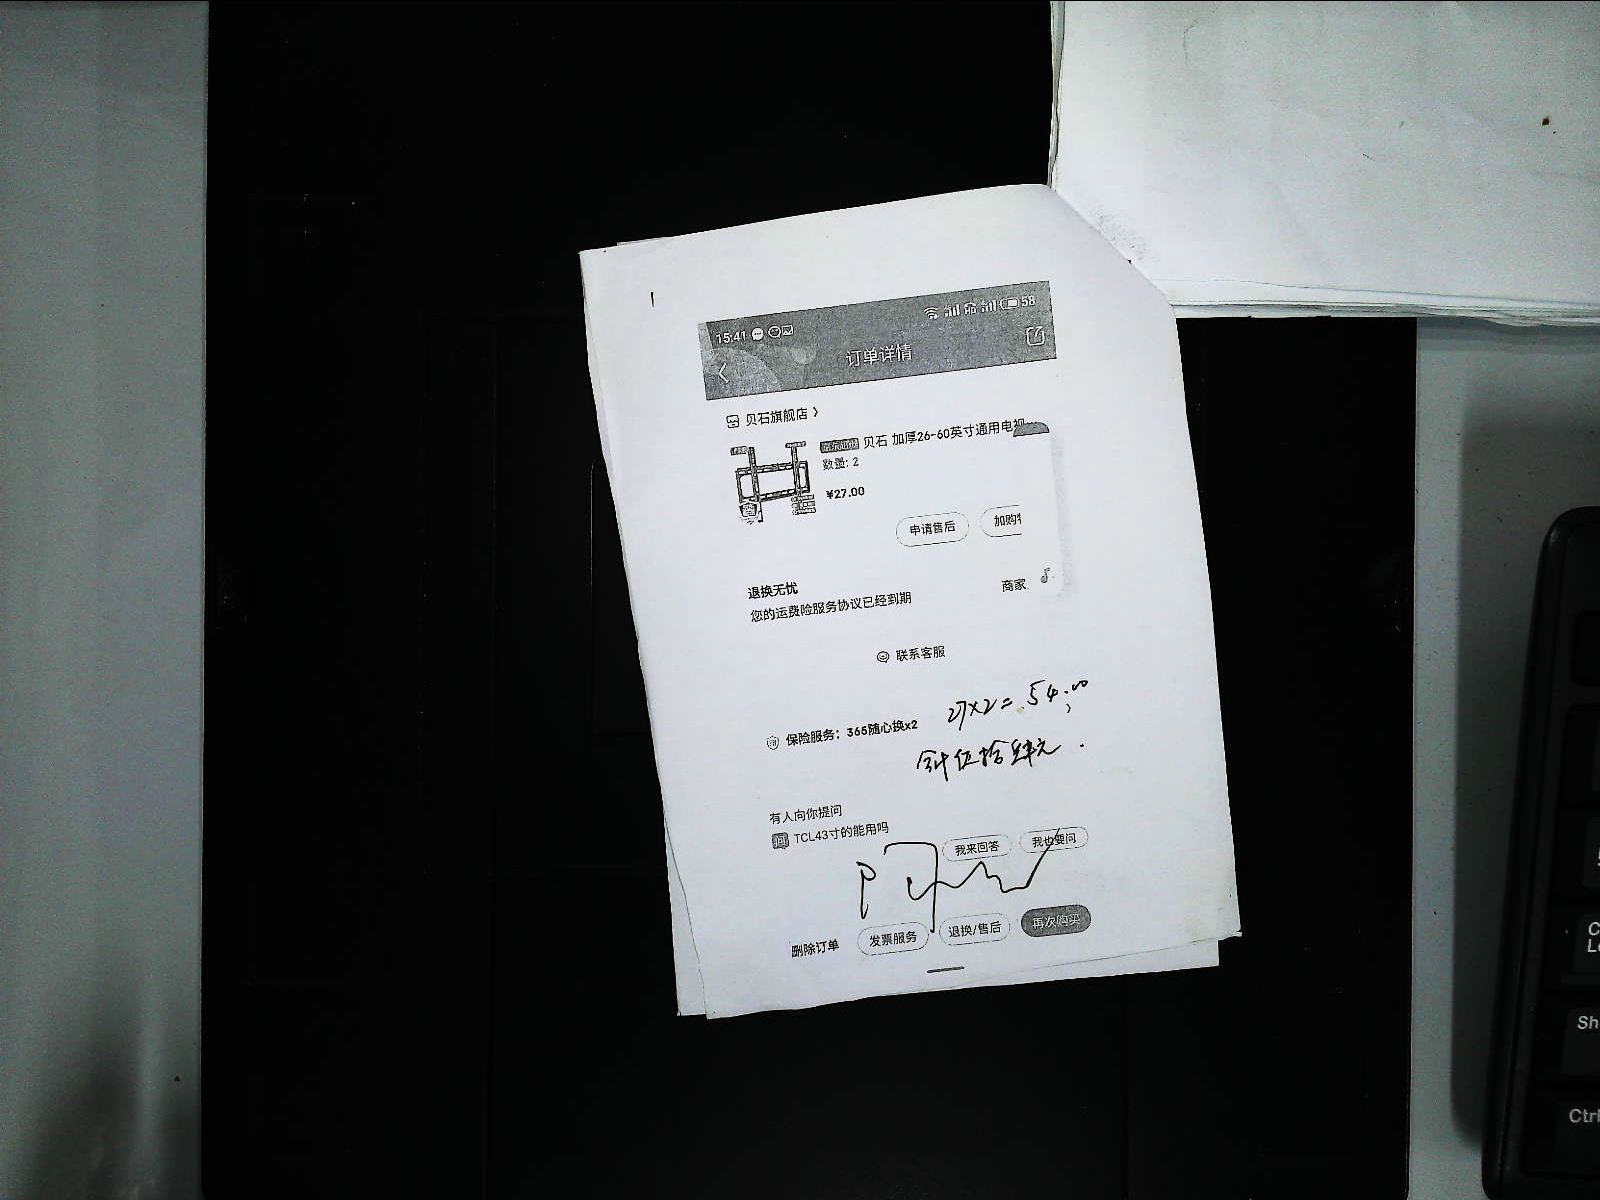 15:41 58
订单详情
贝石旗舰店 >
贝石 加厚26-60英寸通用电视...
数量: 2
¥27.00
申请售后 加购
退换无忧 商家
您的运费险服务协议已经到期
联系客服
27×2=54.00
保险服务：365随心换x2
合计伍拾肆元.
有人向你提问
问 TCL43寸的能用吗
我来回答 我也要问
删除订单 发票服务 退换/售后 再次购买
Sh
Ctrl